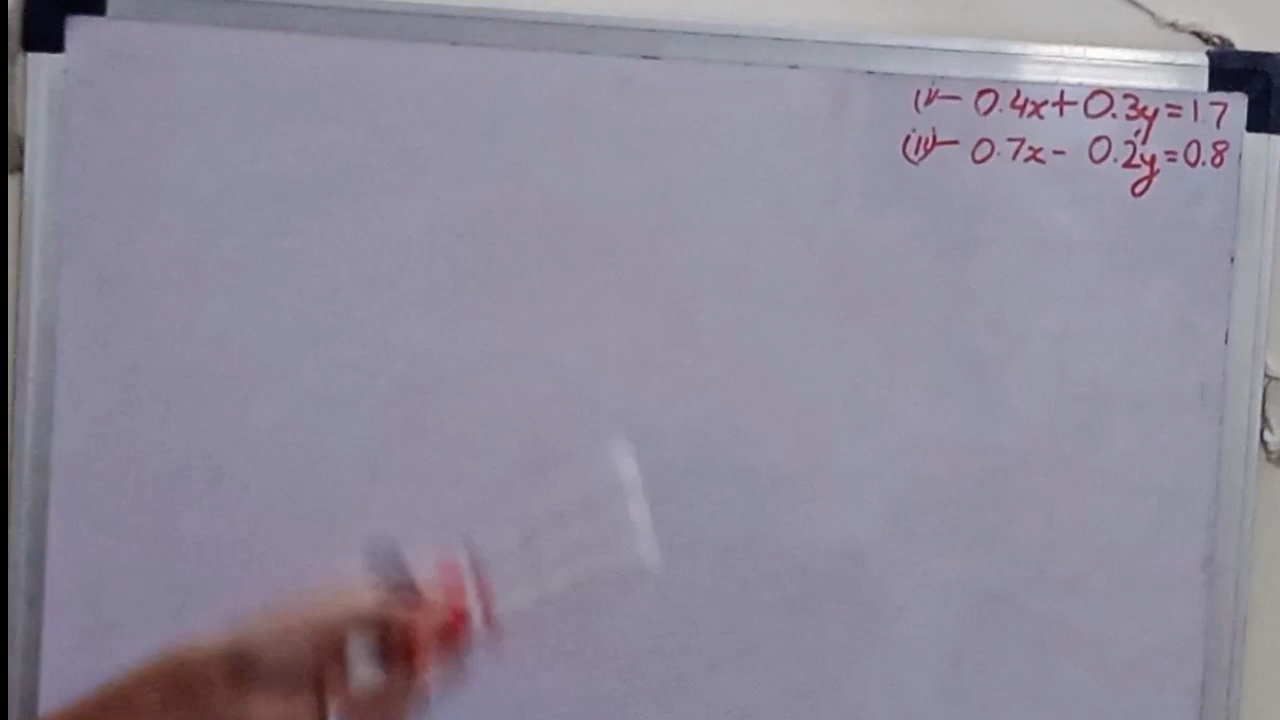 (i)- 0.4x + 0.3y = 1.7
(ii)- 0.7x - 0.2y = 0.8